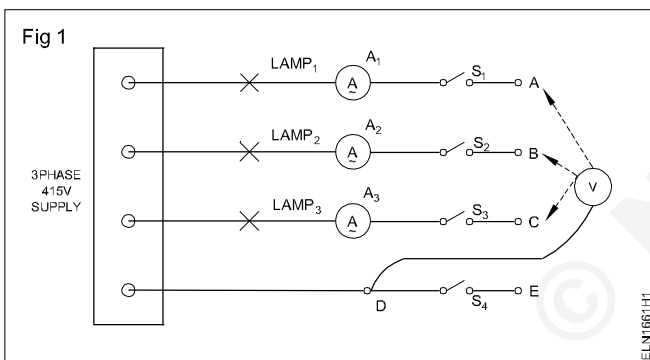 Fig 1
LAMP1 A1 A ~ S1 A
LAMP2 A2 A ~ S2 B
3PHASE
415V
SUPPLY
V
LAMP3 A3 A ~ S3 C
D S4 E
©
ELN1661H1